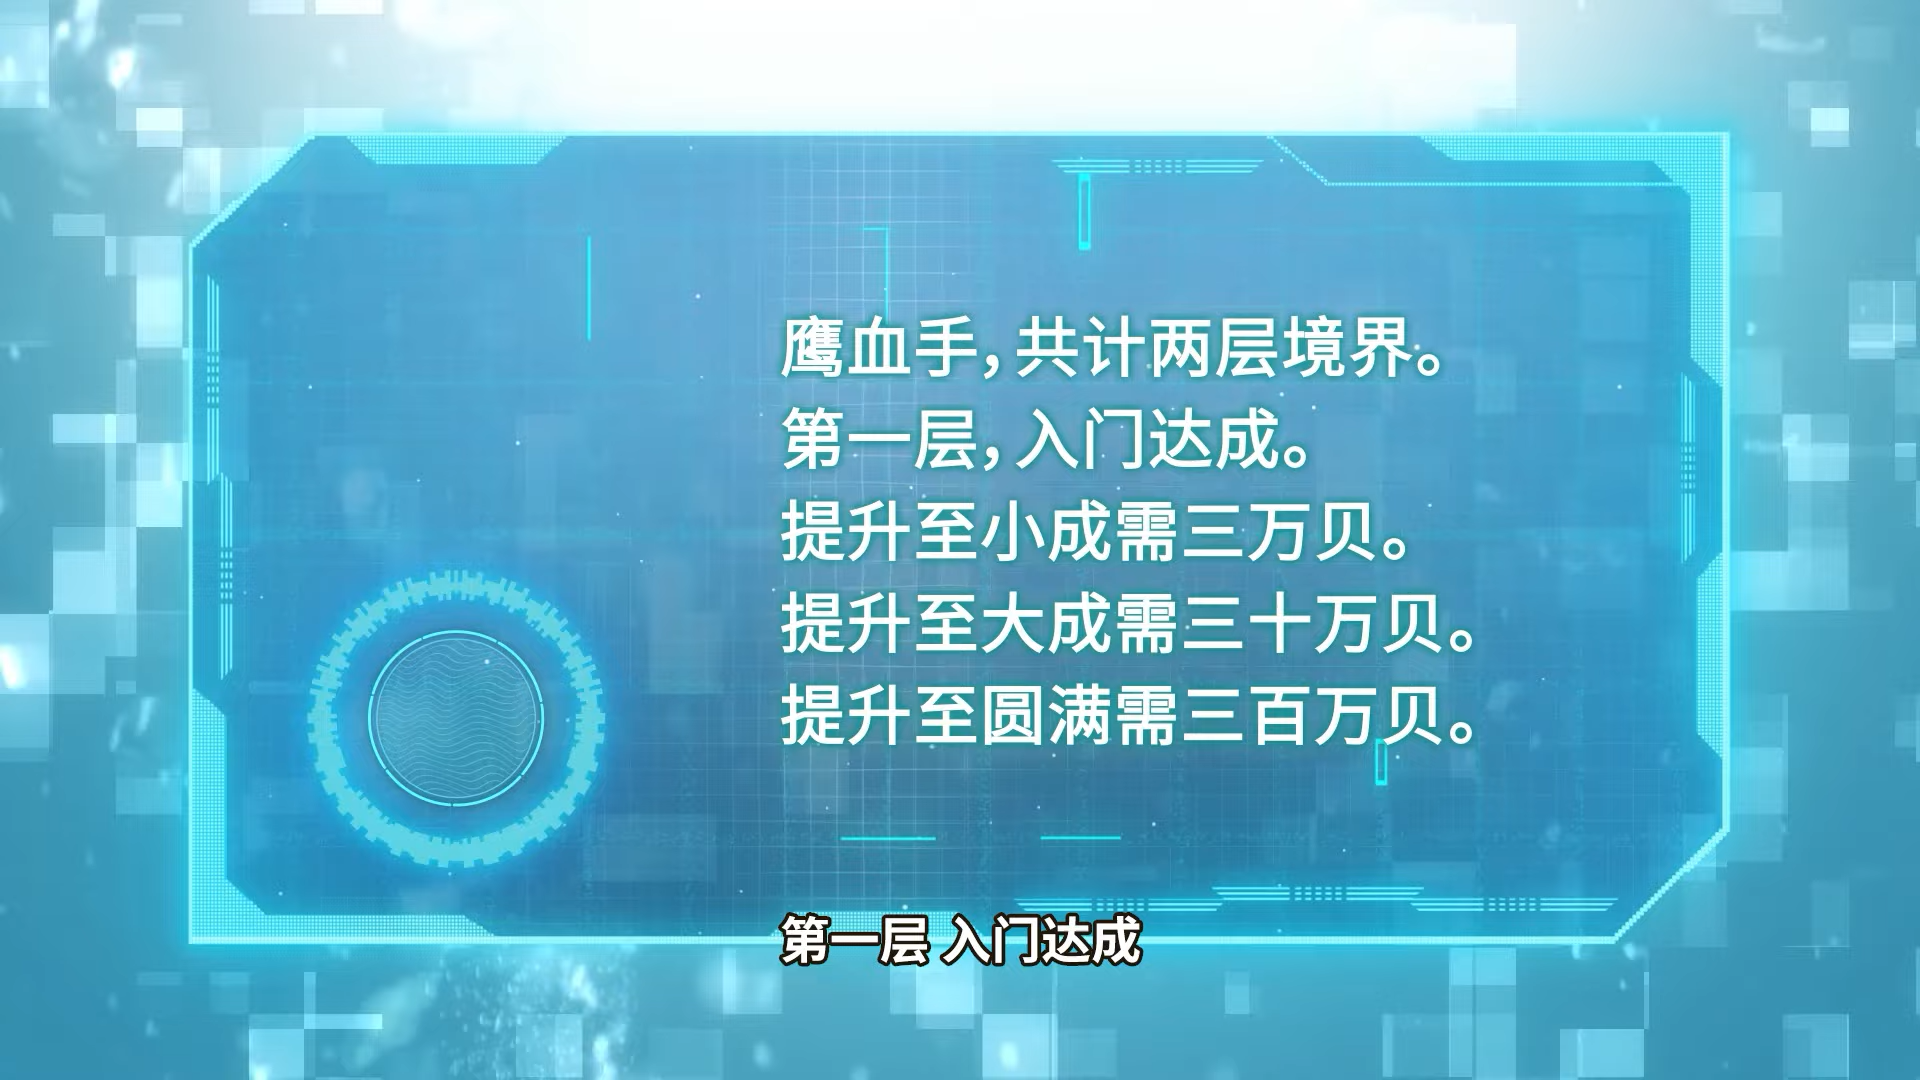 鹰血手，共计两层境界。
第一层，入门达成。
提升至小成需三万贝。
提升至大成需三十万贝。
提升至圆满需三百万贝。
第一层 入门达成